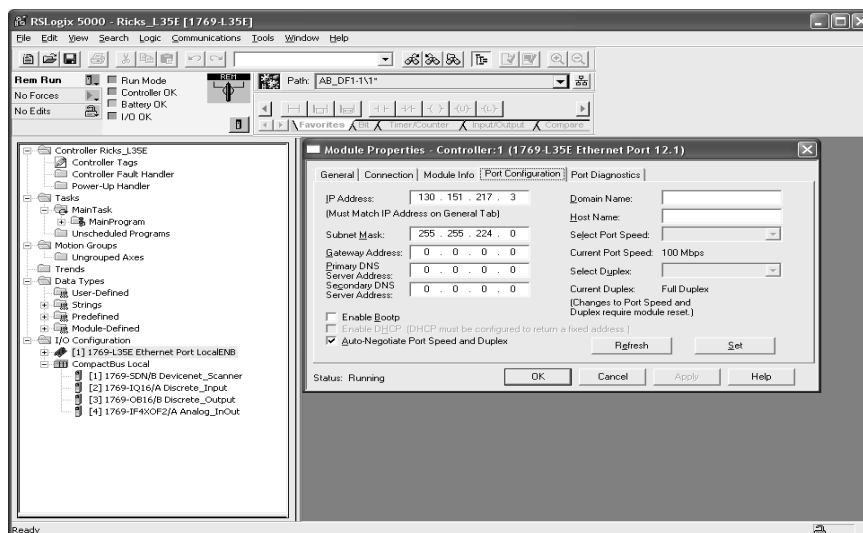 RSLogix 5000 - Ricks_L35E [1769-L35E]
File Edit View Search Logic Communications Tools Window Help
Rem Run
No Forces
No Edits
Run Mode
Controller OK
Battery OK
I/O OK
REM
Path: AB_DF1-1\1*
Favorites Bit Timer/Counter Input/Output Compare
Controller Ricks_L35E
Controller Tags
Controller Fault Handler
Power-Up Handler
Tasks
MainTask
MainProgram
Unscheduled Programs
Motion Groups
Ungrouped Axes
Trends
Data Types
User-Defined
Strings
Predefined
Module-Defined
I/O Configuration
[1] 1769-L35E Ethernet Port LocalENB
CompactBus Local
[1] 1769-SDN/B Devicenet_Scanner
[2] 1769-IQ16/A Discrete_Input
[3] 1769-OB16/B Discrete_Output
[4] 1769-IF4XOF2/A Analog_InOut
Module Properties - Controller:1 (1769-L35E Ethernet Port 12.1)
General Connection Module Info Port Configuration Port Diagnostics
IP Address: 130 . 151 . 217 . 3
(Must Match IP Address on General Tab)
Subnet Mask: 255 . 255 . 224 . 0
Gateway Address: 0 . 0 . 0 . 0
Primary DNS
Server Address: 0 . 0 . 0 . 0
Secondary DNS
Server Address: 0 . 0 . 0 . 0
Enable Bootp
Enable DHCP (DHCP must be configured to return a fixed address.)
Auto-Negotiate Port Speed and Duplex
Domain Name:
Host Name:
Select Port Speed:
Current Port Speed: 100 Mbps
Select Duplex:
Current Duplex: Full Duplex
(Changes to Port Speed and
Duplex require module reset.)
Refresh Set
Status: Running OK Cancel Apply Help
Ready